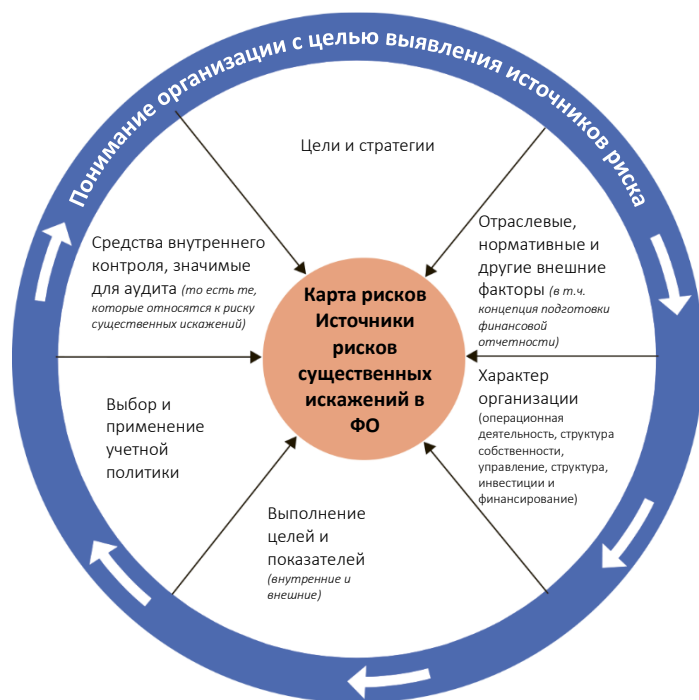 Понимание организации с целью выявления источников риска
Цели и стратегии
Отраслевые,
нормативные и
другие внешние
факторы (в т.ч.
концепция подготовки
финансовой
отчетности)
Характер
организации
(операционная
деятельность, структура
собственности,
управление, структура,
инвестиции и
финансирование)
Выполнение
целей и
показателей
(внутренние и
внешние)
Выбор и
применение
учетной
политики
Средства внутреннего
контроля, значимые
для аудита (то есть те,
которые относятся к риску
существенных искажений)
Карта рисков
Источники
рисков
существенных
искажений в
ФО